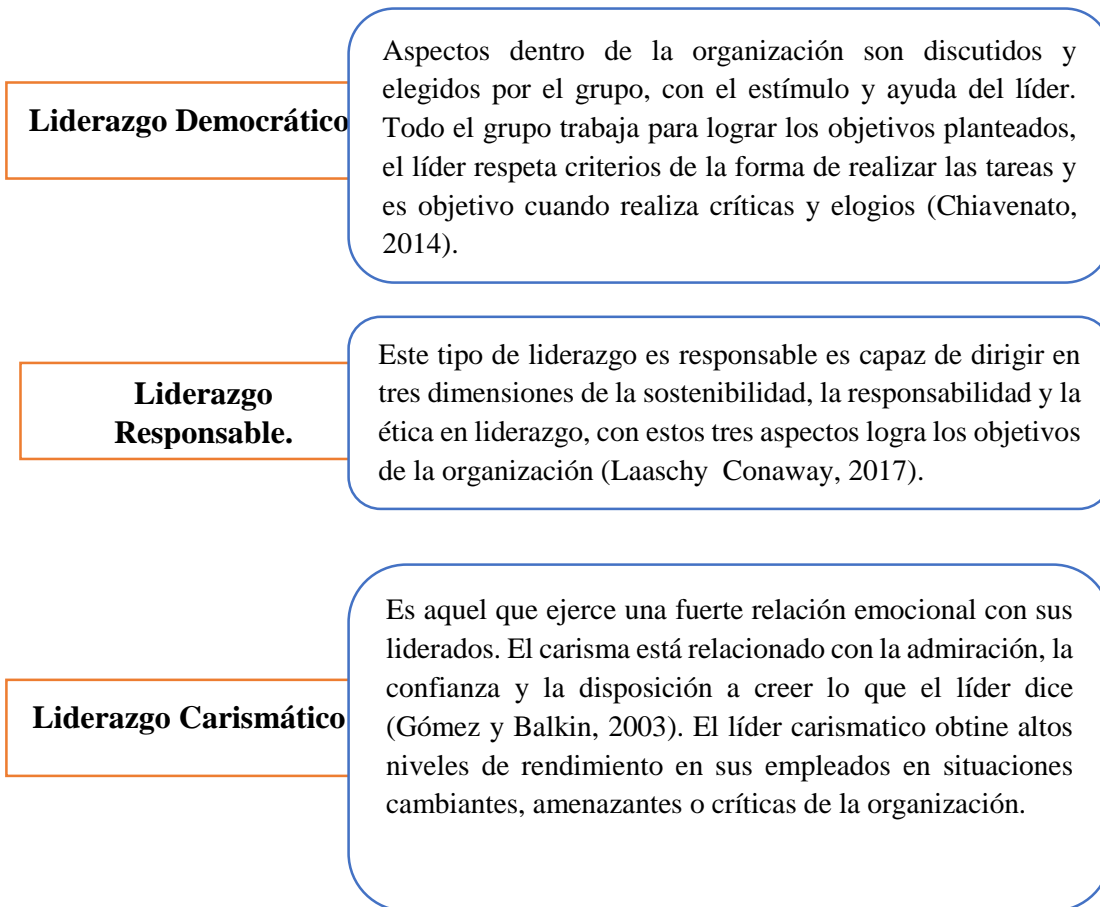 Liderazgo Democrático
Aspectos dentro de la organización son discutidos y
elegidos por el grupo, con el estímulo y ayuda del líder.
Todo el grupo trabaja para lograr los objetivos planteados,
el líder respeta criterios de la forma de realizar las tareas y
es objetivo cuando realiza críticas y elogios (Chiavenato,
2014).
Liderazgo
Responsable.
Este tipo de liderazgo es responsable es capaz de dirigir en
tres dimensiones de la sostenibilidad, la responsabilidad y la
ética en liderazgo, con estos tres aspectos logra los objetivos
de la organización (Laaschy  Conaway, 2017).
Liderazgo Carismático
Es aquel que ejerce una fuerte relación emocional con sus
liderados. El carisma está relacionado con la admiración, la
confianza y la disposición a creer lo que el líder dice
(Gómez y Balkin, 2003). El líder carismatico obtine altos
niveles de rendimiento en sus empleados en situaciones
cambiantes, amenazantes o críticas de la organización.